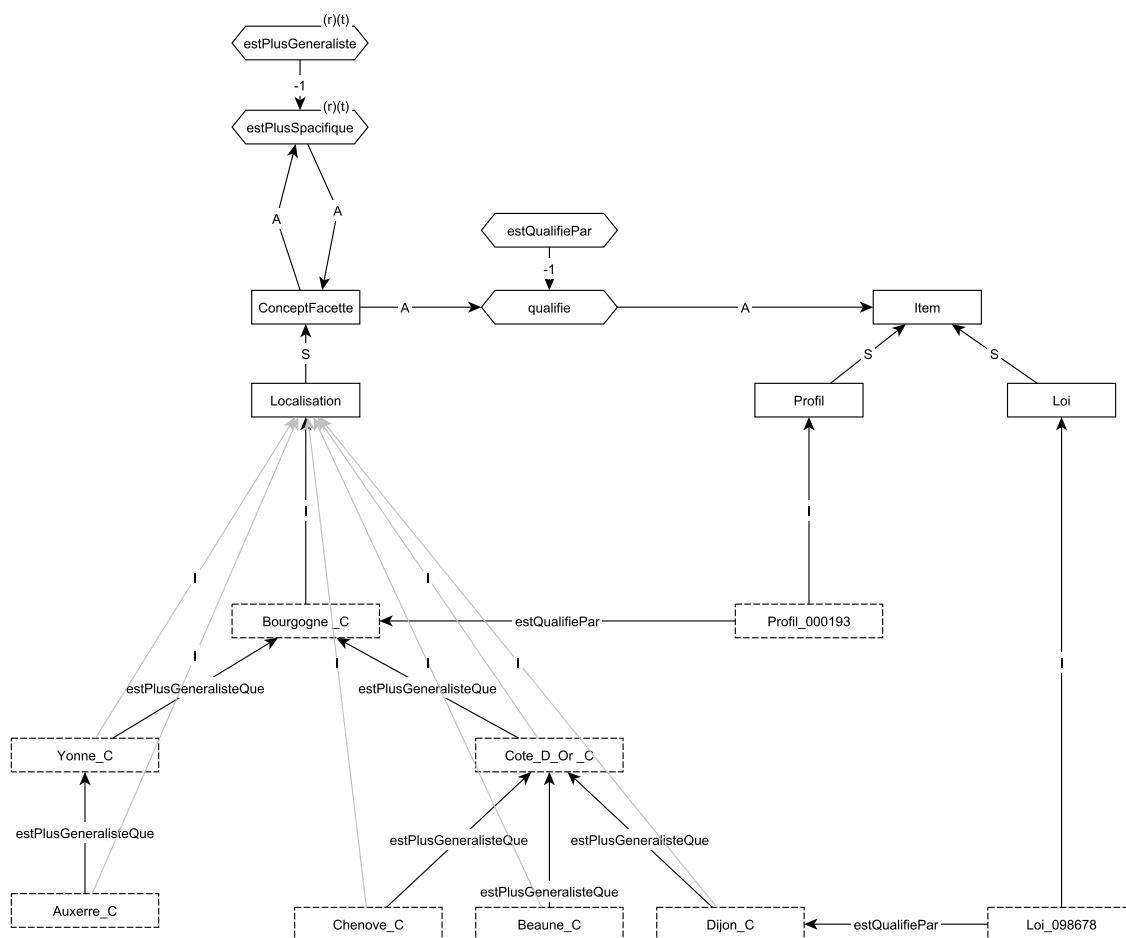 (r)(t)
estPlusGeneraliste
-1
(r)(t)
estPlusSpacifique
A
A
estQualifiePar
-1
ConceptFacette
A
qualifie
A
Item
S
S
S
Localisation
Profil
Loi
I
I
I
I
Bourgogne _C
estQualifiePar
Profil_000193
I
I
I
I
I
estPlusGeneralisteQue
estPlusGeneralisteQue
Yonne_C
Cote_D_Or _C
estPlusGeneralisteQue
estPlusGeneralisteQue
estPlusGeneralisteQue
estPlusGeneralisteQue
Auxerre_C
Chenove_C
Beaune_C
Dijon_C
estQualifiePar
Loi_098678